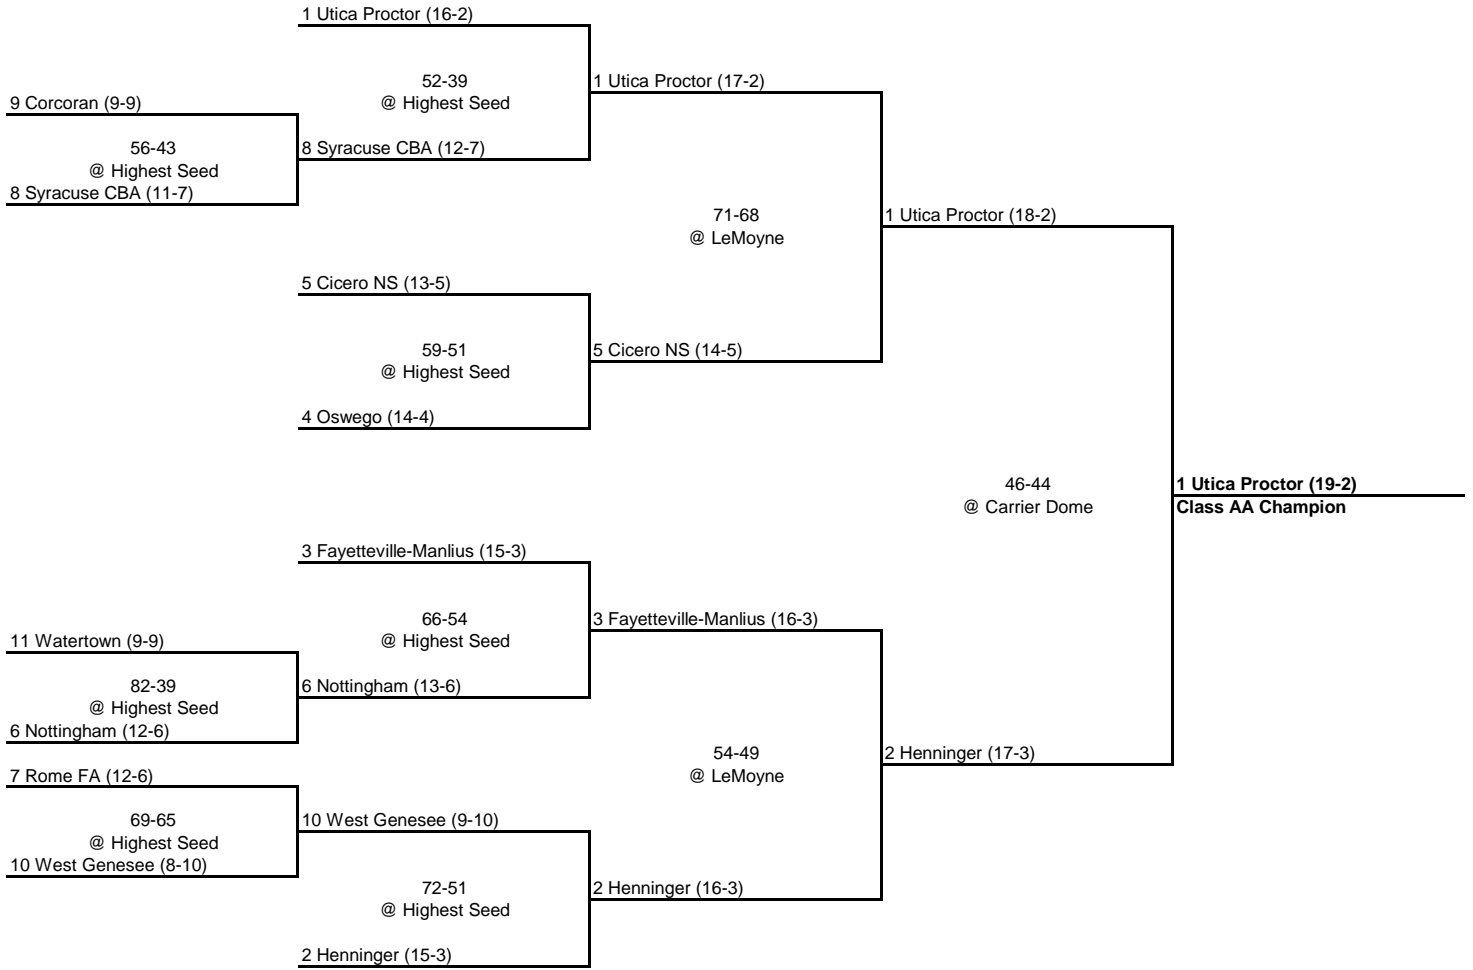 1 Utica Proctor (16-2)
52-39
@ Highest Seed
1 Utica Proctor (17-2)
9 Corcoran (9-9)
56-43
@ Highest Seed
8 Syracuse CBA (12-7)
8 Syracuse CBA (11-7)
71-68
@ LeMoyne
1 Utica Proctor (18-2)
5 Cicero NS (13-5)
59-51
@ Highest Seed
5 Cicero NS (14-5)
4 Oswego (14-4)
46-44
@ Carrier Dome
1 Utica Proctor (19-2)
Class AA Champion
3 Fayetteville-Manlius (15-3)
66-54
@ Highest Seed
3 Fayetteville-Manlius (16-3)
11 Watertown (9-9)
82-39
@ Highest Seed
6 Nottingham (13-6)
6 Nottingham (12-6)
54-49
@ LeMoyne
2 Henninger (17-3)
7 Rome FA (12-6)
69-65
@ Highest Seed
10 West Genesee (9-10)
10 West Genesee (8-10)
72-51
@ Highest Seed
2 Henninger (16-3)
2 Henninger (15-3)